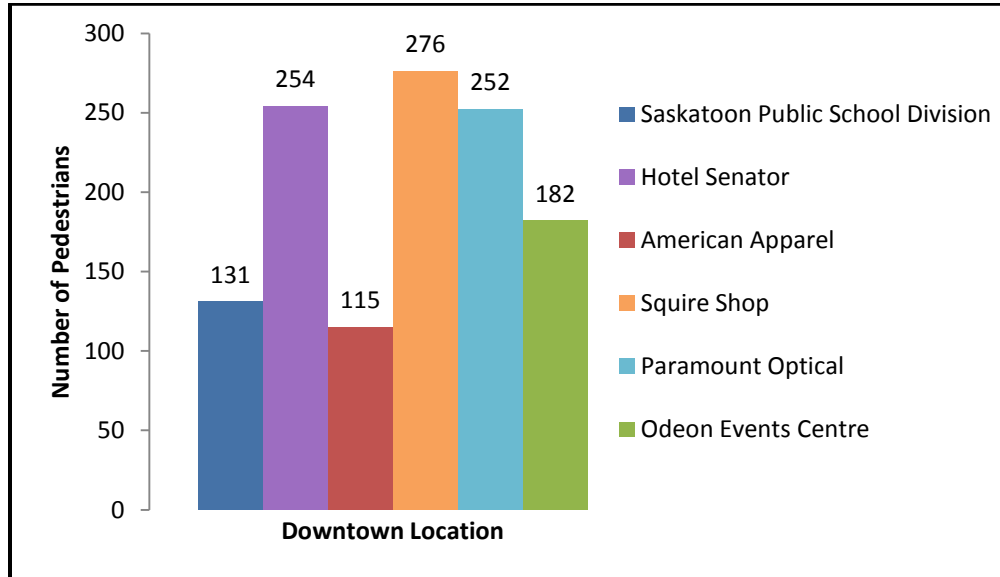 300
250
200
150
100
50
0
Number of Pedestrians
131
254
115
276
252
182
Downtown Location
Saskatoon Public School Division
Hotel Senator
American Apparel
Squire Shop
Paramount Optical
Odeon Events Centre